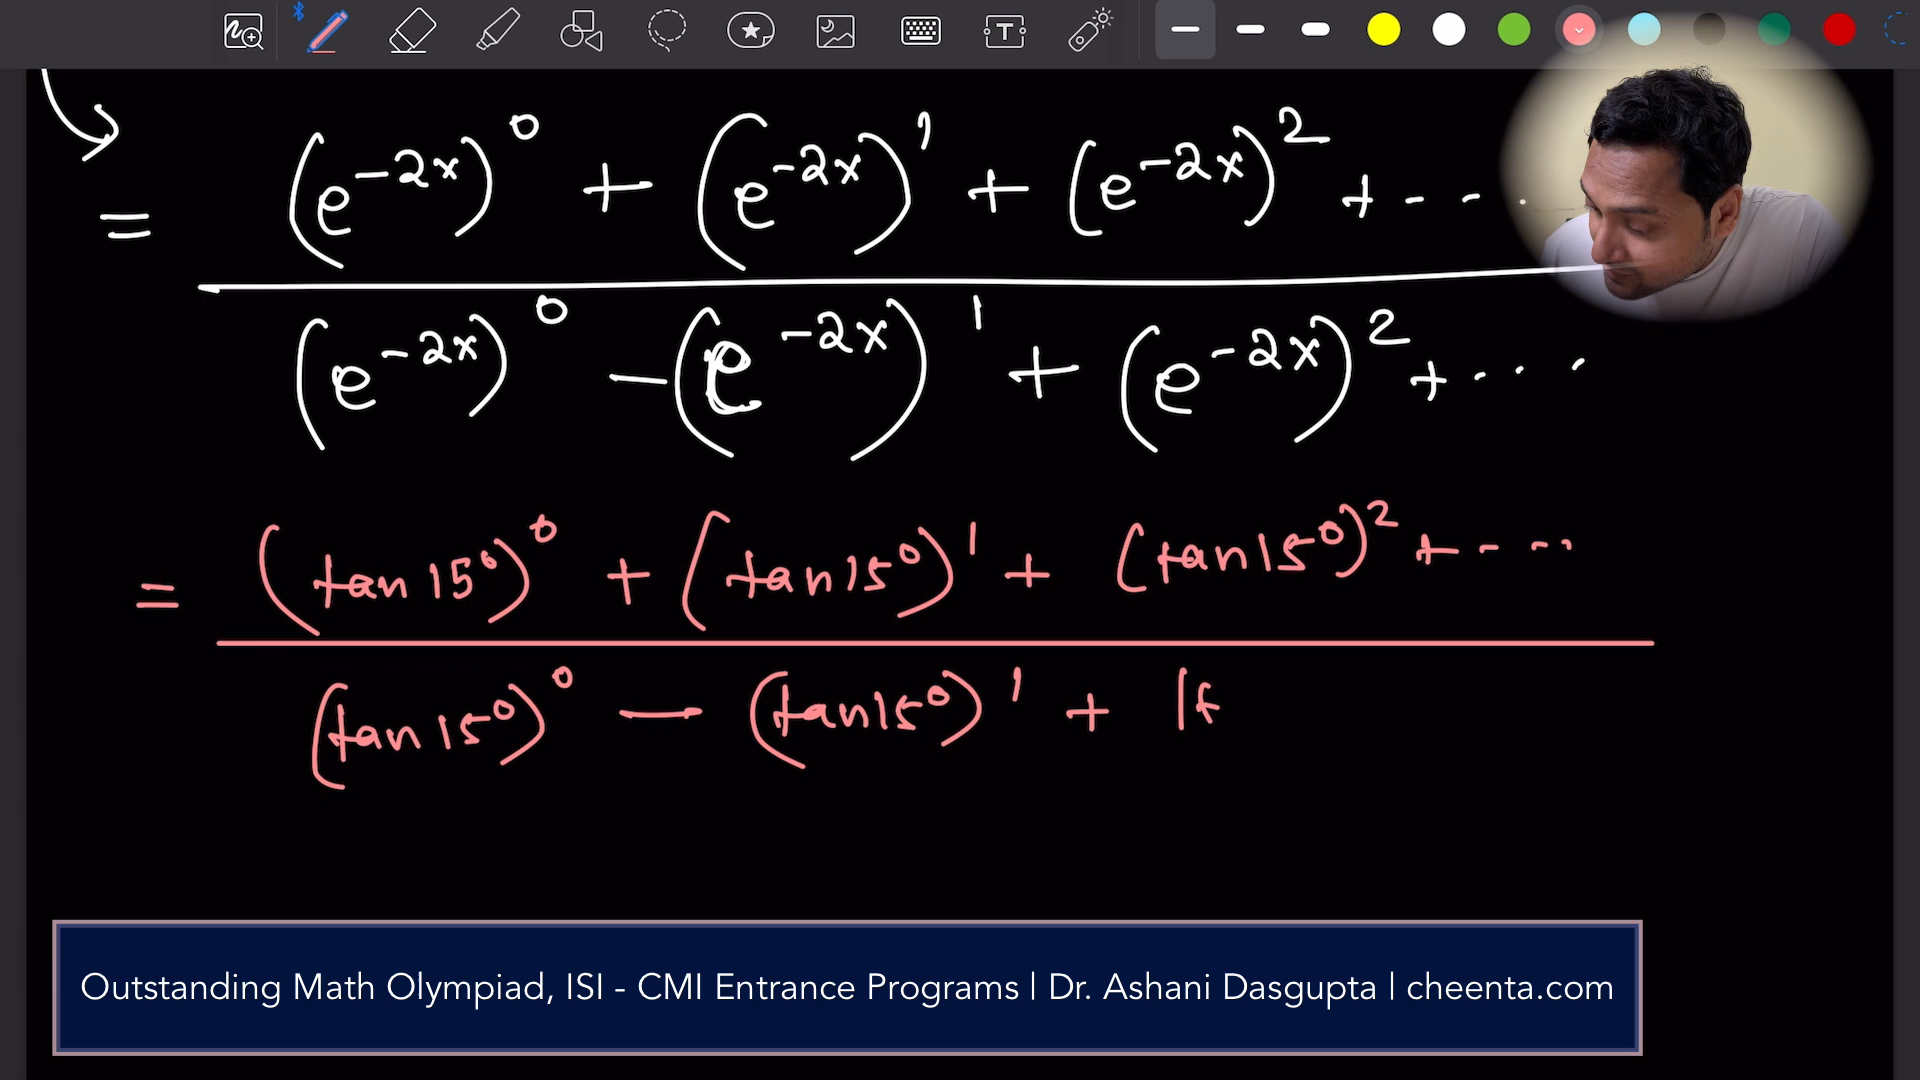 (e^{-2x})^0 + (e^{-2x})^1 + (e^{-2x})^2 + - - .
=
(e^{-2x})^0 - (e^{-2x})^1 + (e^{-2x})^2 + . . . .
(tan 15°)^0 + (tan 15°)^1 + (tan 15°)^2 + - - ..
=
(tan 15°)^0 - (tan 15°)^1 +
Outstanding Math Olympiad, ISI - CMI Entrance Programs | Dr. Ashani Dasgupta | cheenta.com